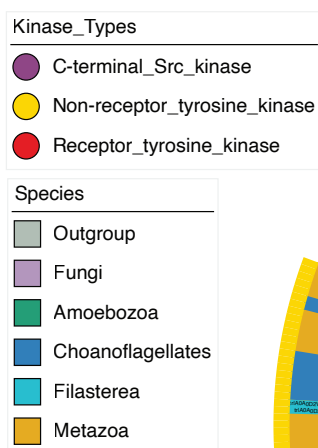 Kinase_Types
C-terminal_Src_kinase
Non-receptor_tyrosine_kinase
Receptor_tyrosine_kinase
Species
Outgroup
Fungi
Amoebozoa
Choanoflagellates
Filasterea
Metazoa